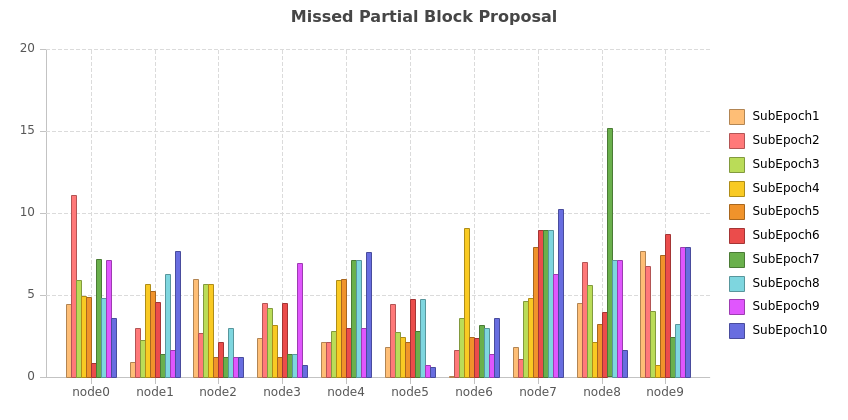 Missed Partial Block Proposal
20
15
10
5
0
node0 node1 node2 node3 node4 node5 node6 node7 node8 node9
SubEpoch1
SubEpoch2
SubEpoch3
SubEpoch4
SubEpoch5
SubEpoch6
SubEpoch7
SubEpoch8
SubEpoch9
SubEpoch10